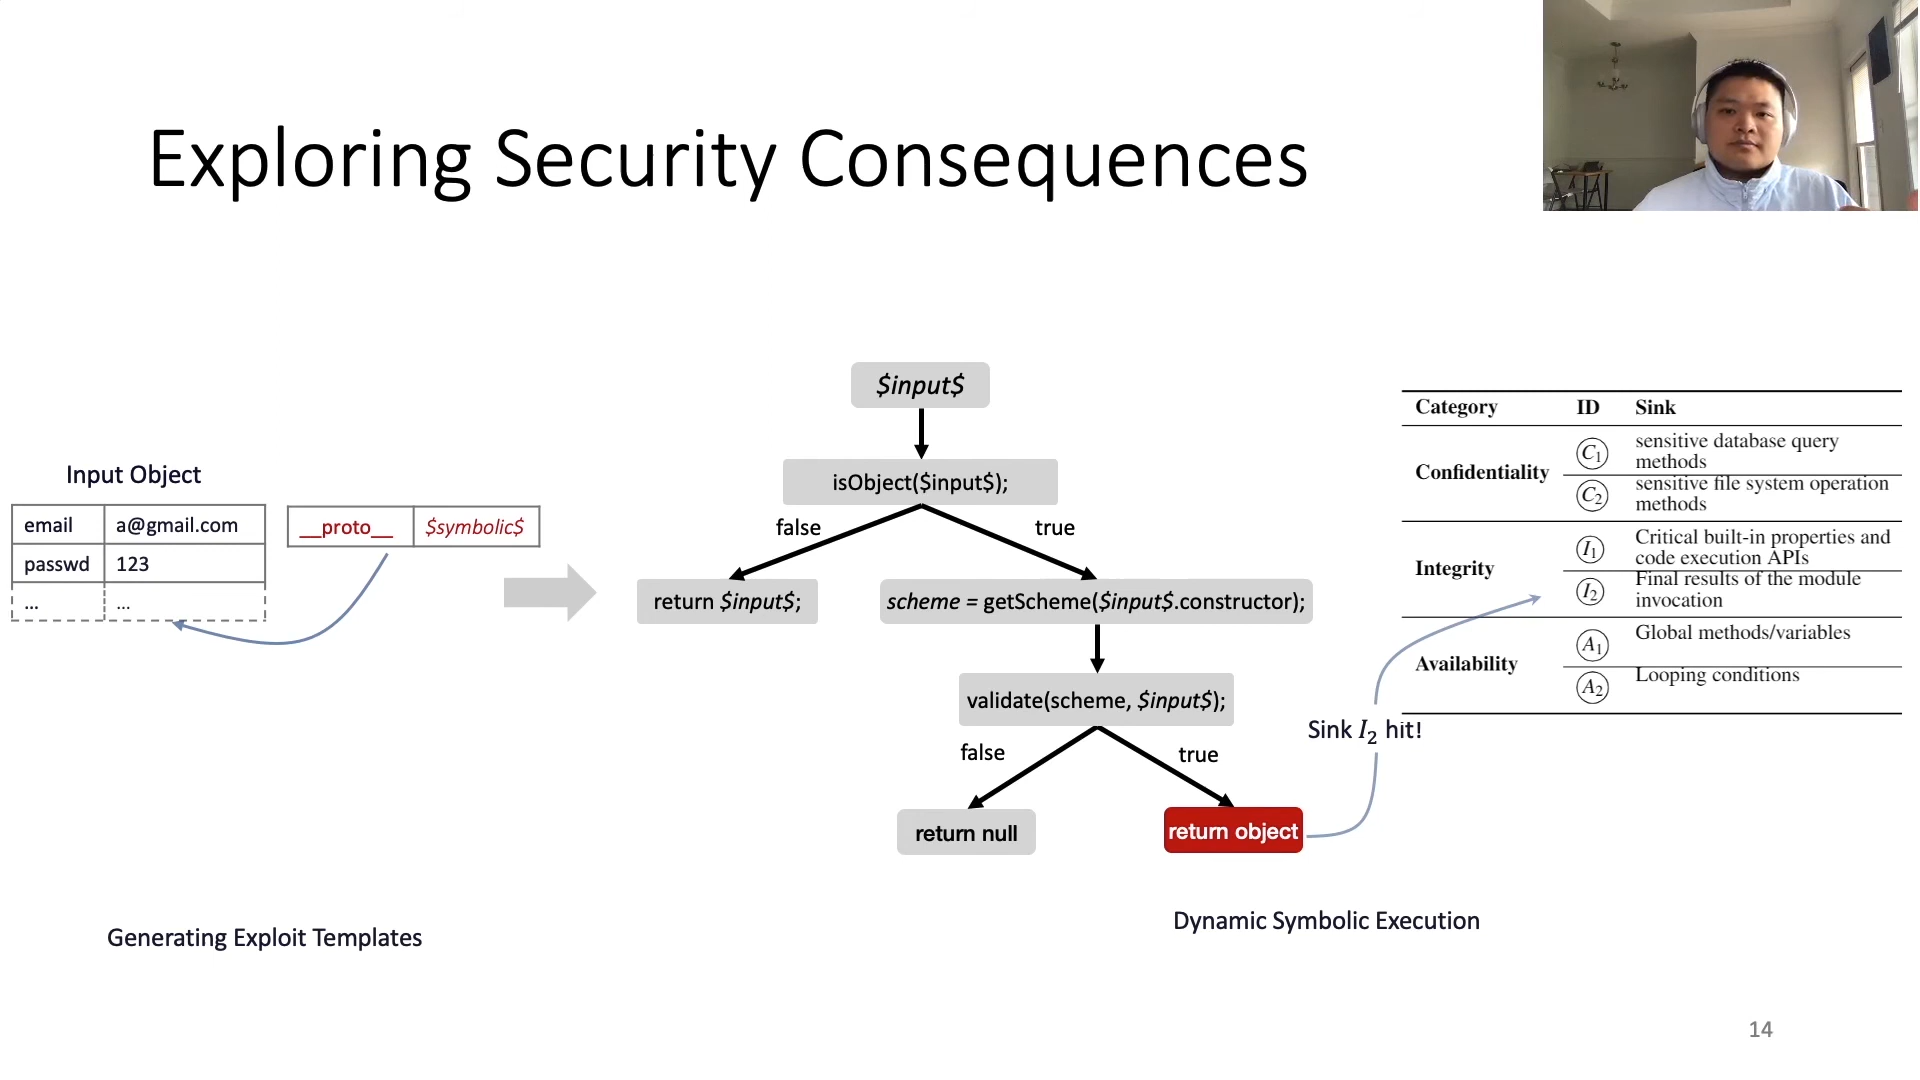 Exploring Security Consequences
Input Object
email a@gmail.com
passwd 123
... ...
__proto__ $symbolic$
Generating Exploit Templates
$input$
isObject($input$);
false true
return $input$;
scheme = getScheme($input$.constructor);
validate(scheme, $input$);
false true
return null
return object
Sink I2 hit!
Dynamic Symbolic Execution
Category ID Sink
Confidentiality
C1 sensitive database query
methods
C2 sensitive file system operation
methods
Integrity
I1 Critical built-in properties and
code execution APIs
I2 Final results of the module
invocation
Availability
A1 Global methods/variables
A2 Looping conditions
14